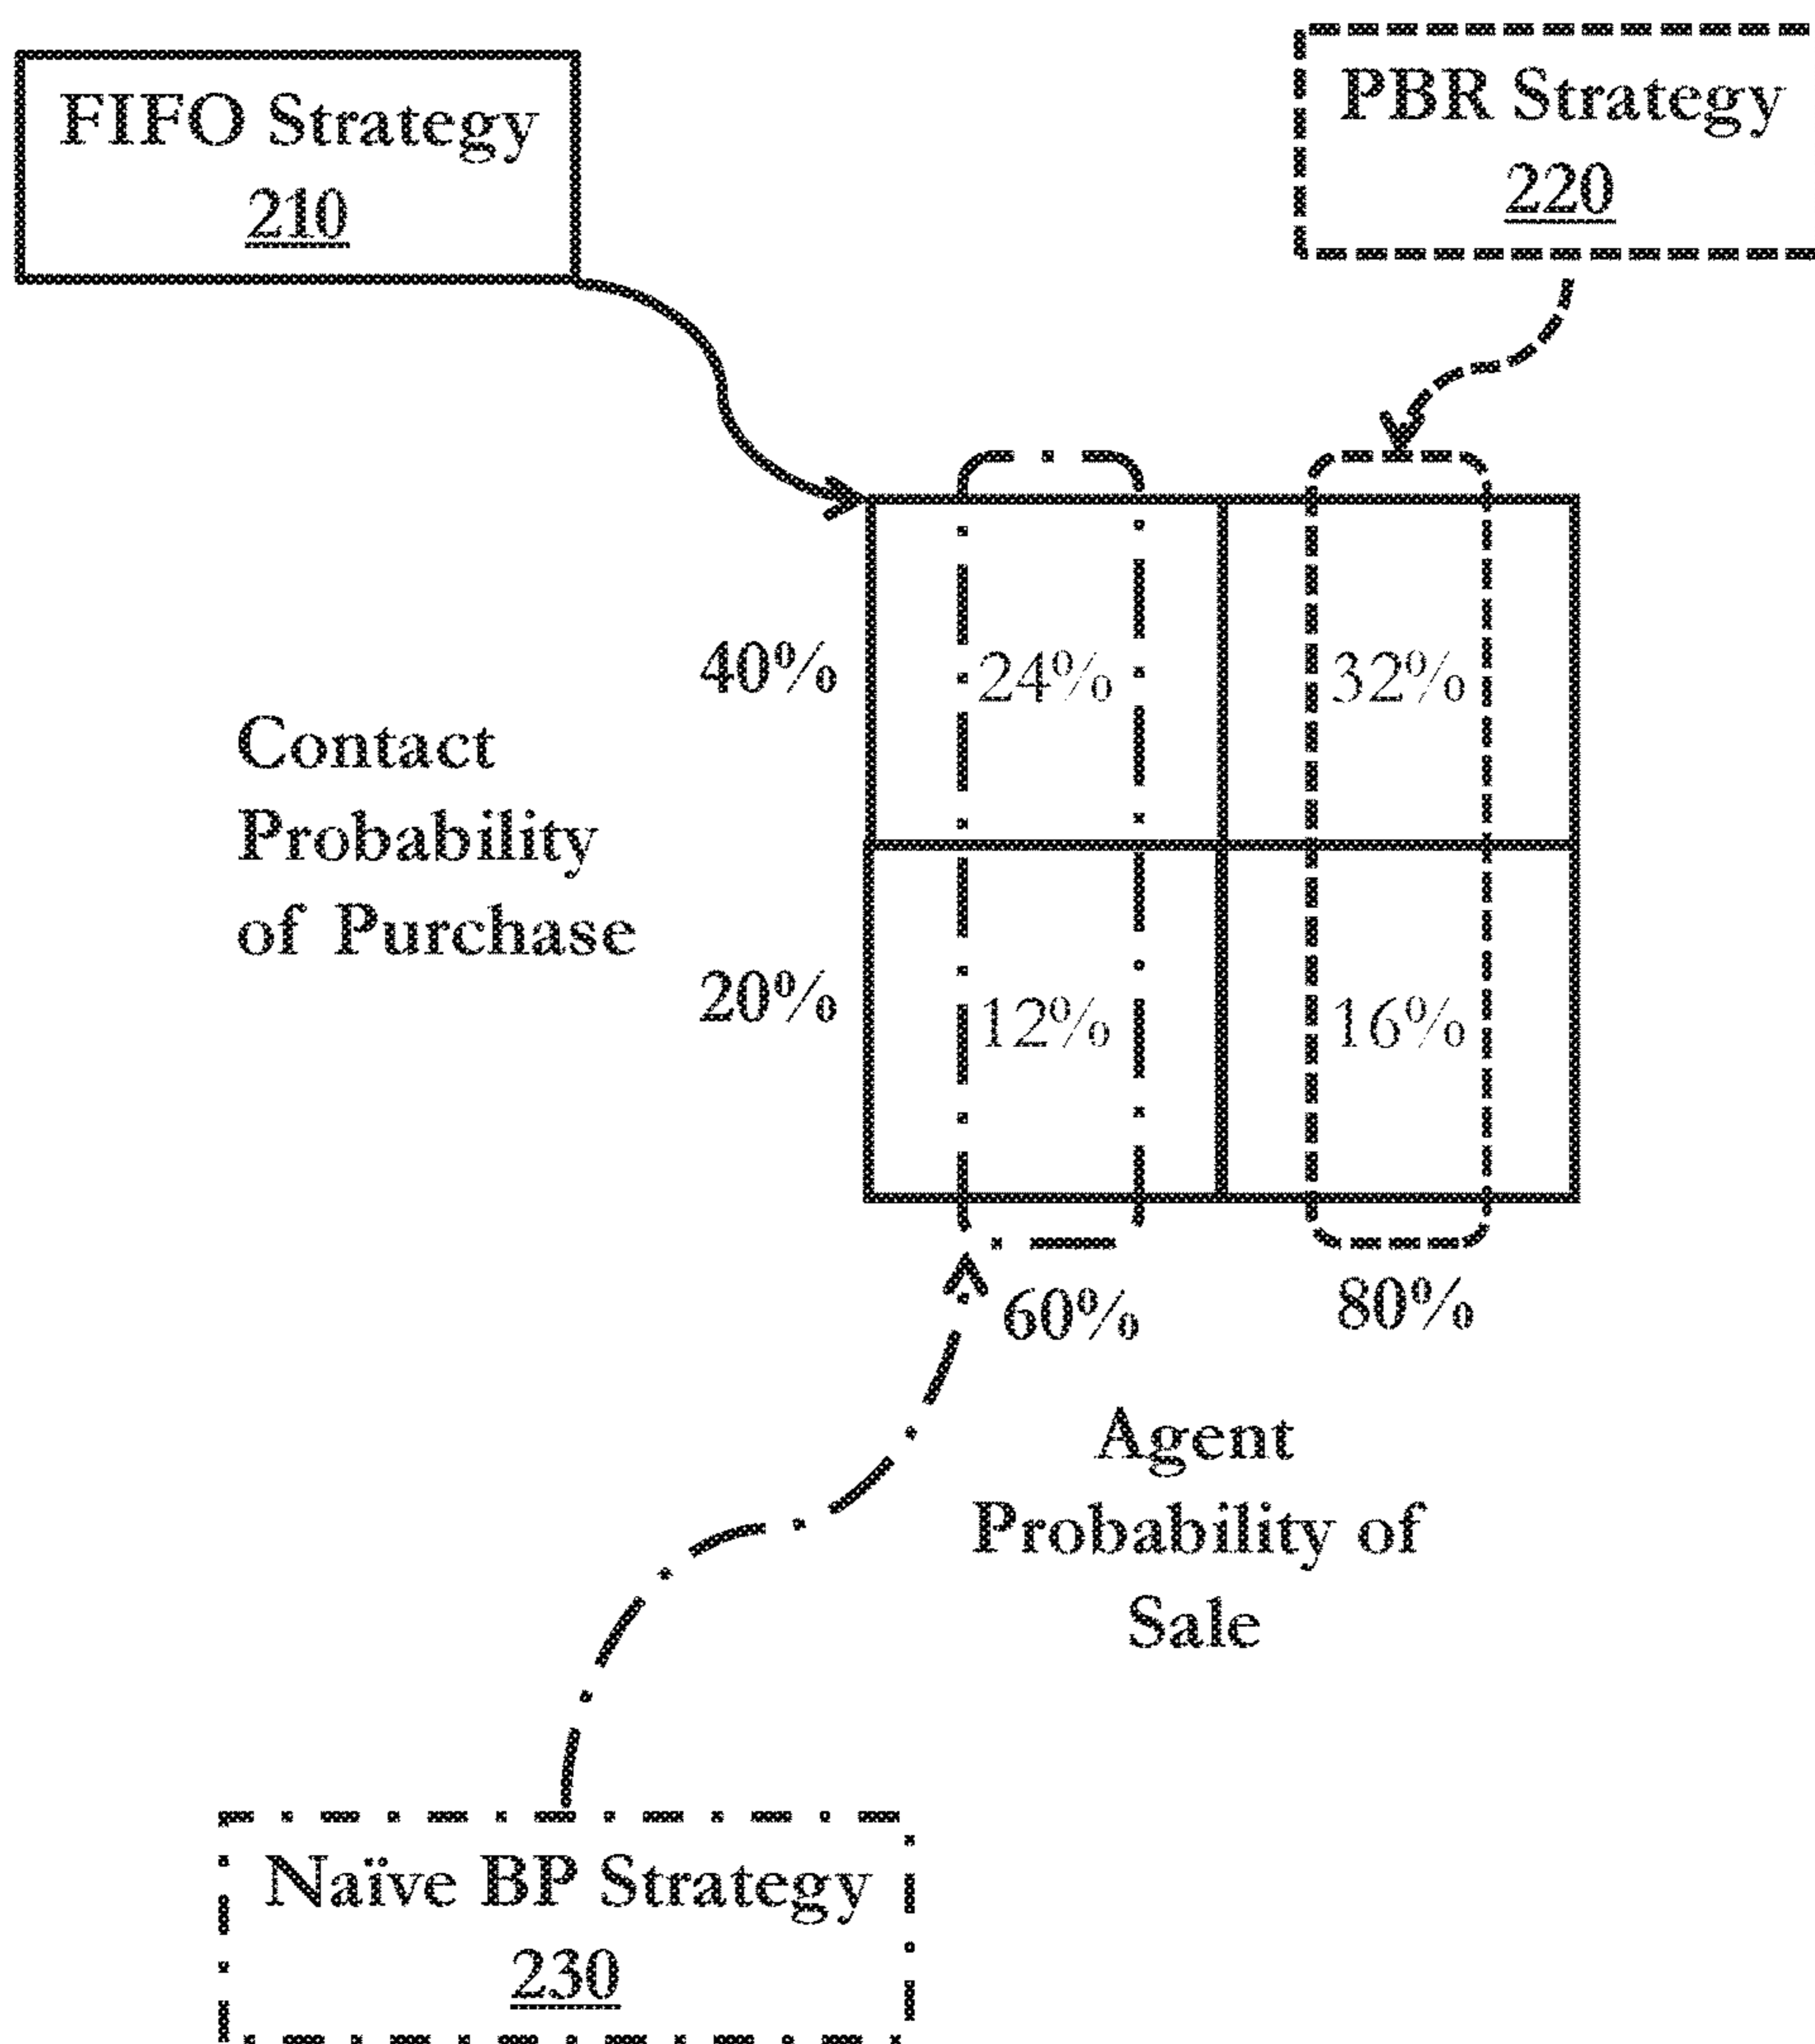 FIFO Strategy
210
PBR Strategy
220
40%
24%
32%
Contact
Probability
of Purchase
20%
12%
16%
60%
80%
Agent
Probability of
Sale
Naïve BP Strategy
230